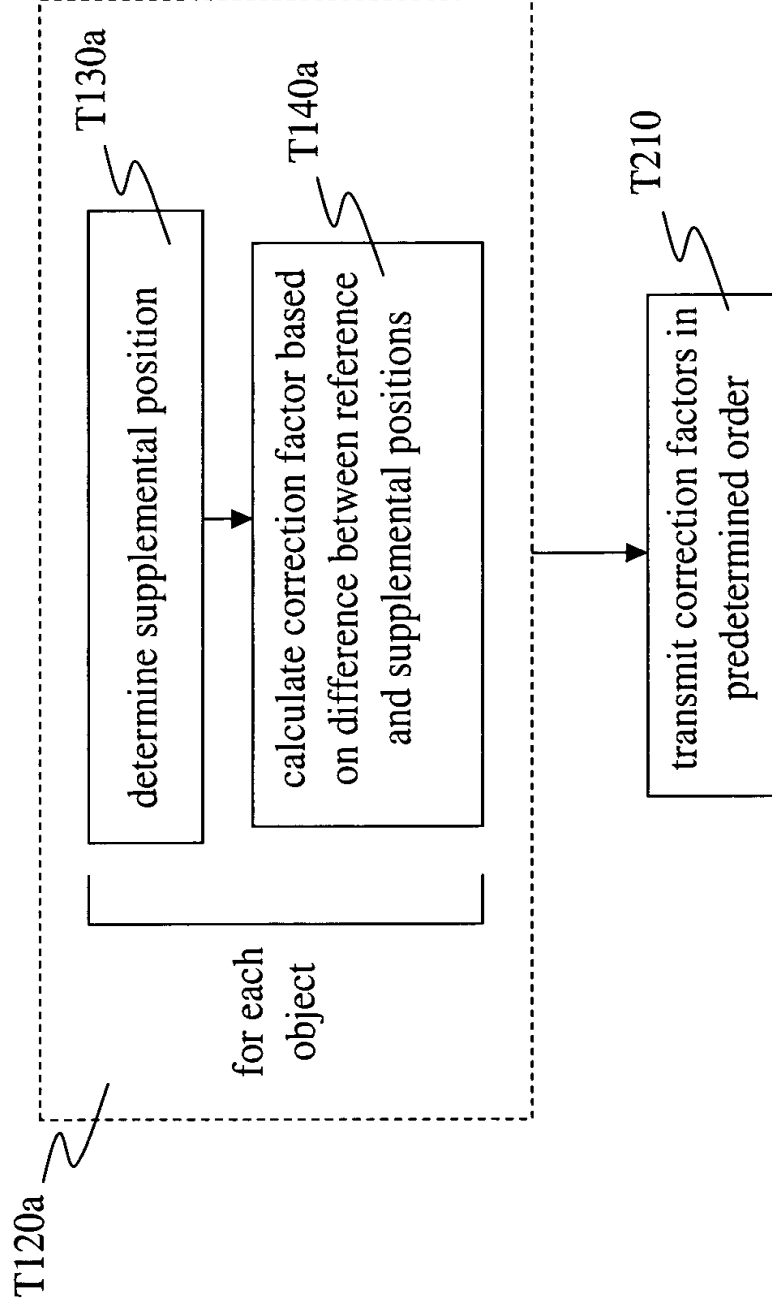 T120a
for each
object
determine supplemental position
T130a
calculate correction factor based
on difference between reference
and supplemental positions
T140a
transmit correction factors in
predetermined order
T210